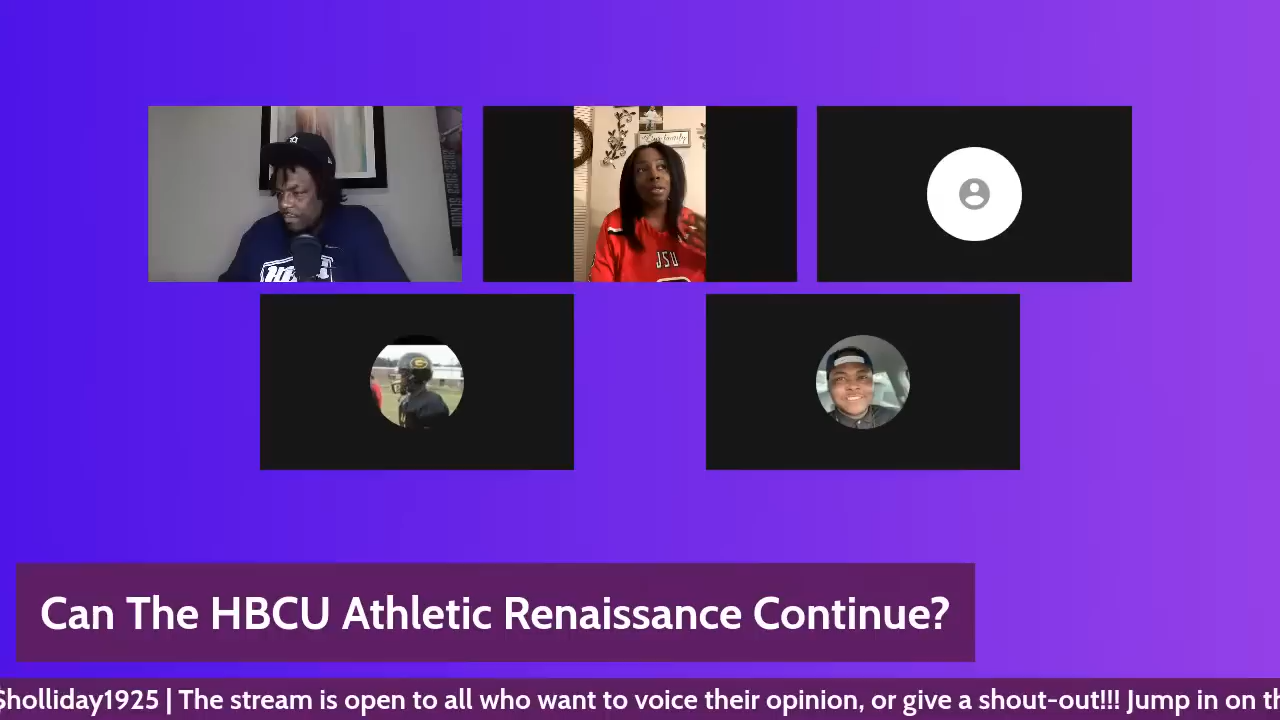 JSU
Can The HBCU Athletic Renaissance Continue?
$holliday1925 | The stream is open to all who want to voice their opinion, or give a shout-out!!! Jump in on th